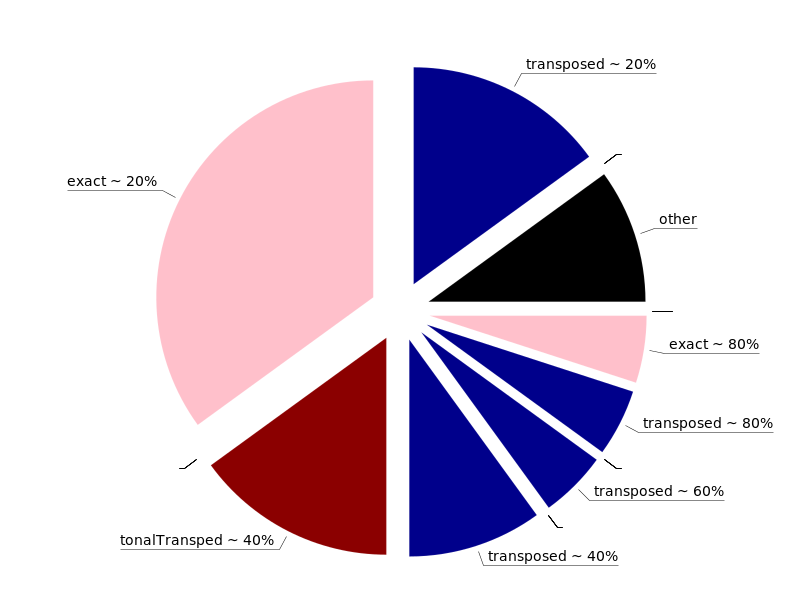 transposed ~ 20%
exact ~ 20%
other
exact ~ 80%
transposed ~ 80%
transposed ~ 60%
tonalTransped ~ 40%
transposed ~ 40%